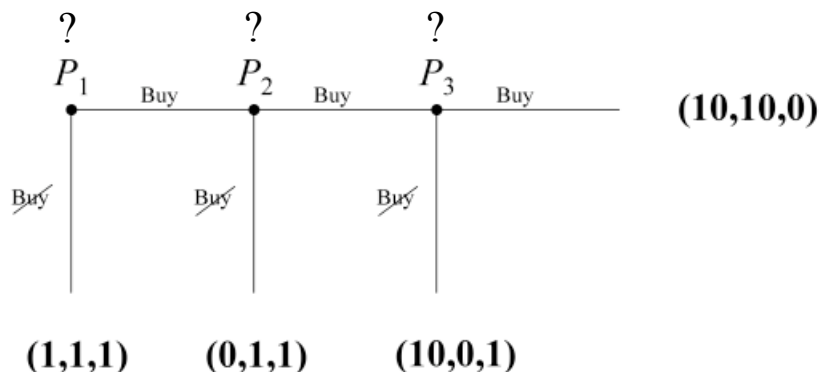 ? ? ?
P1 P2 P3
Buy Buy Buy
(10,10,0)
Buy Buy Buy
(1,1,1) (0,1,1) (10,0,1)